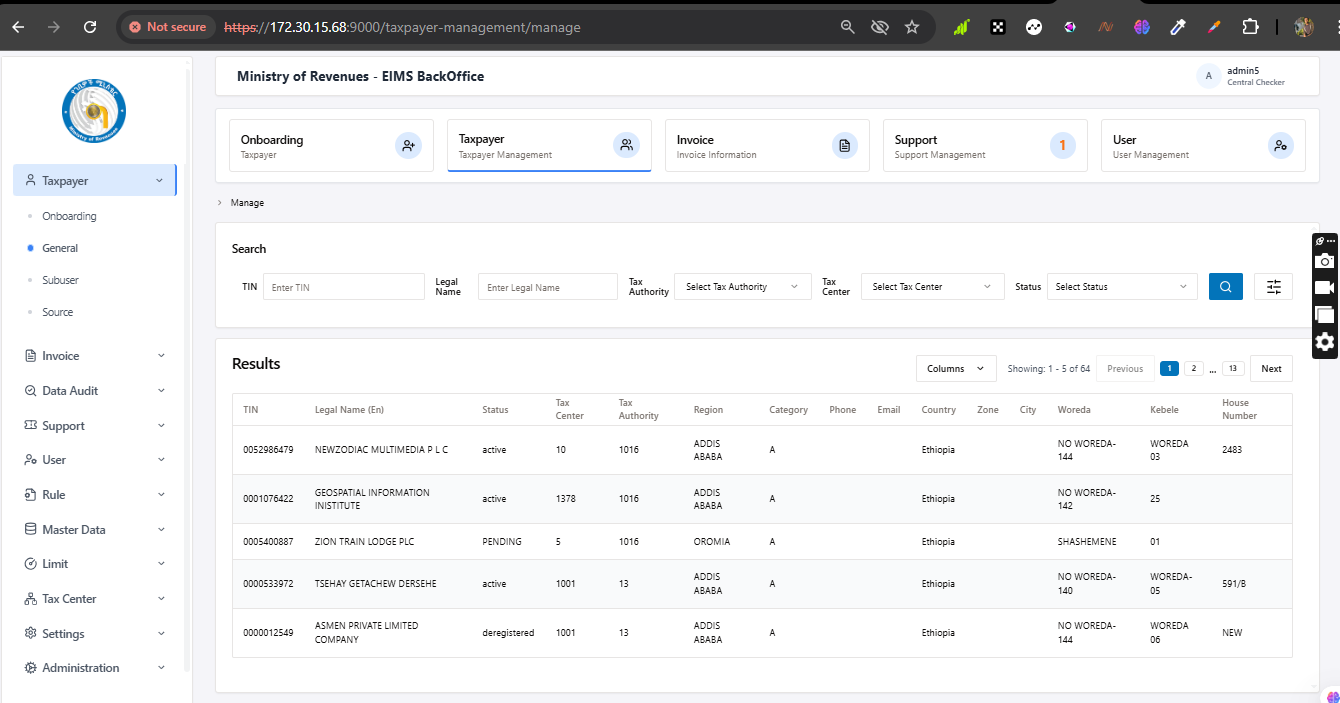 Not secure
https://172.30.15.68:9000/taxpayer-management/manage
Ministry of Revenues - EIMS BackOffice
A
admin5
Central Checker
Ministry of Revenues
Onboarding
Taxpayer
Taxpayer
Taxpayer Management
Invoice
Invoice Information
Support
Support Management
1
User
User Management
Taxpayer
Onboarding
General
Subuser
Source
Invoice
Data Audit
Support
User
Rule
Master Data
Limit
Tax Center
Settings
Administration
Manage
Search
TIN
Enter TIN
Legal
Name
Enter Legal Name
Tax
Authority
Select Tax Authority
Tax
Center
Select Tax Center
Status
Select Status
Results
Columns
Showing: 1 - 5 of 64
Previous
1
2
...
13
Next
TIN Legal Name (En) Status Tax Center Tax Authority Region Category Phone Email Country Zone City Woreda Kebele House Number
0052986479 NEWZODIAC MULTIMEDIA P L C active 10 1016 ADDIS ABABA A Ethiopia NO WOREDA-144 WOREDA 03 2483
0001076422 GEOSPATIAL INFORMATION INISTITUTE active 1378 1016 ADDIS ABABA A Ethiopia NO WOREDA-142 25
0005400887 ZION TRAIN LODGE PLC PENDING 5 1016 OROMIA A Ethiopia SHASHEMENE 01
0000533972 TSEHAY GETACHEW DERSEHE active 1001 13 ADDIS ABABA A Ethiopia NO WOREDA-140 WOREDA-05 591/B
0000012549 ASMEN PRIVATE LIMITED COMPANY deregistered 1001 13 ADDIS ABABA A Ethiopia NO WOREDA-144 WOREDA 06 NEW